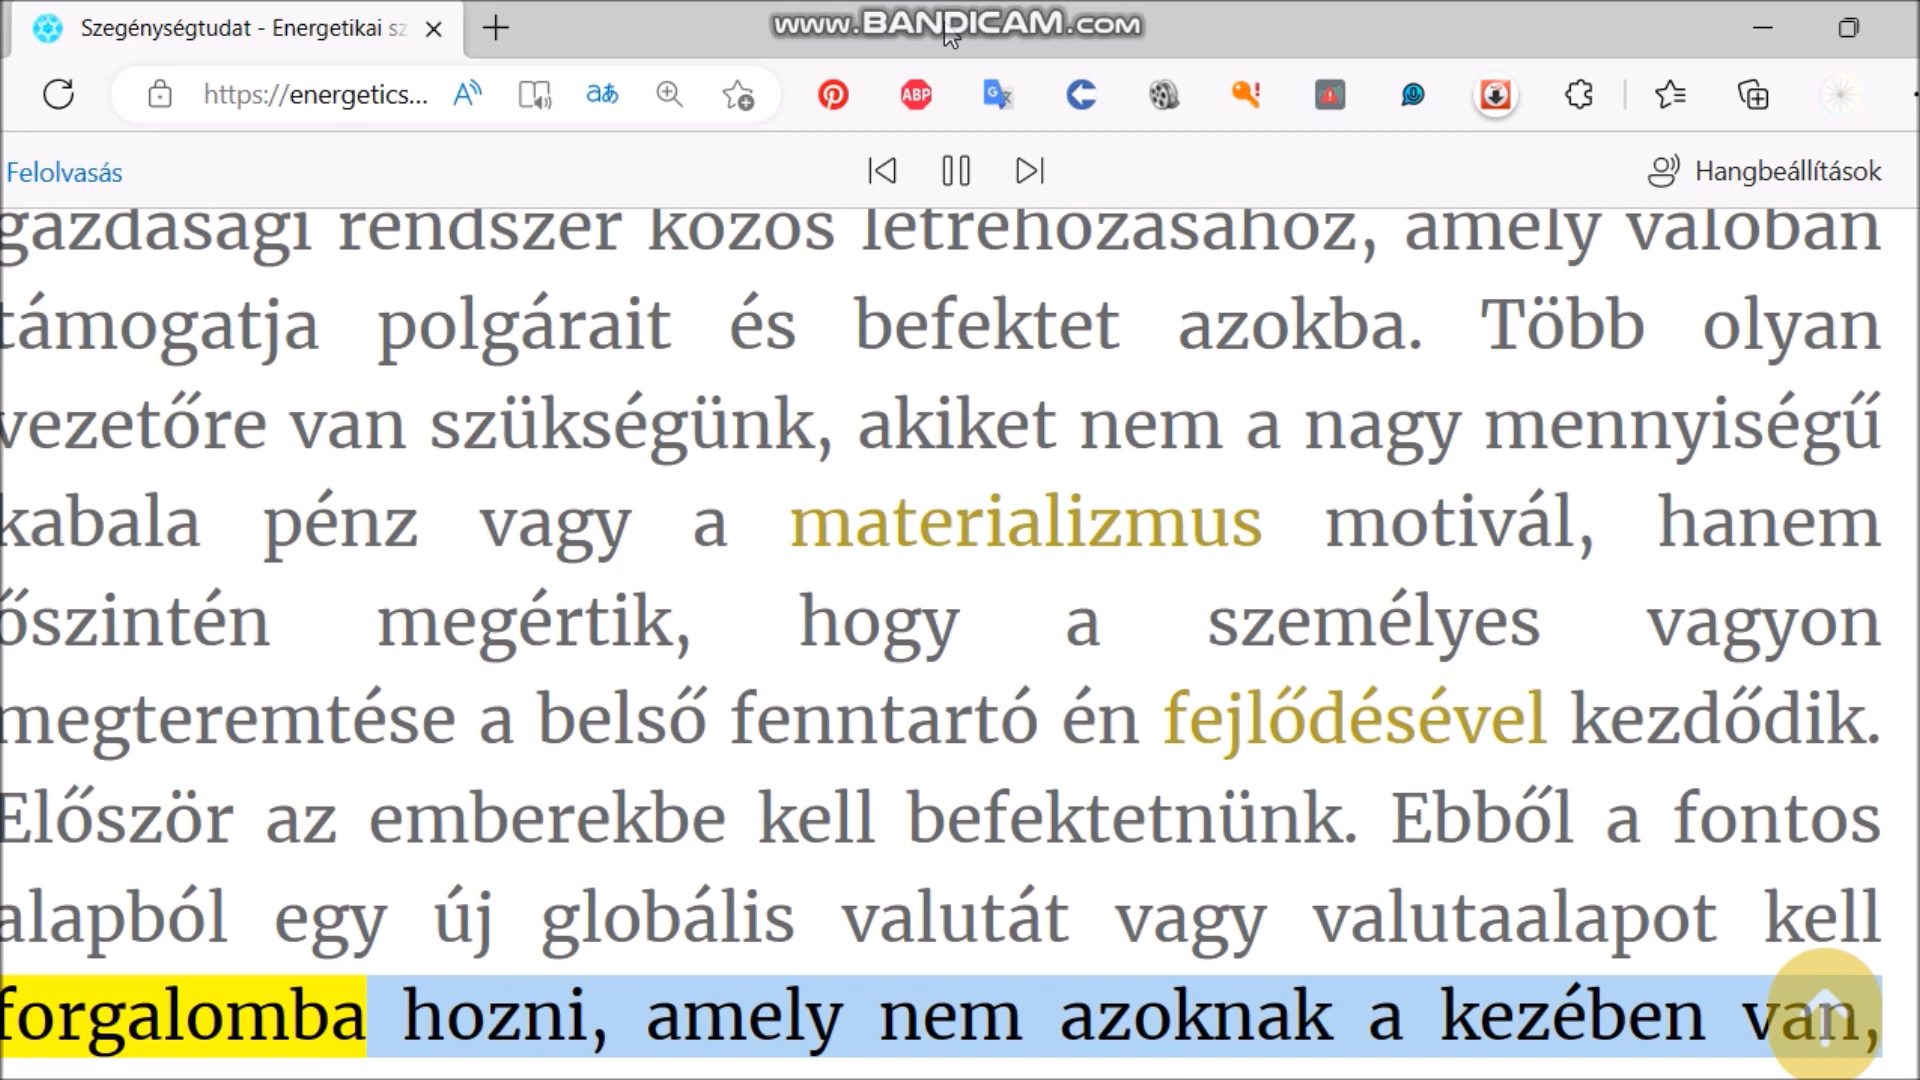 Szegénységtudat - Energetikai sz
www.BANDICAM.com
https://energetics...
Felolvasás
Hangbeállítások
gazdasági rendszer közös létrehozásához, amely valóban
támogatja polgárait és befektet azokba. Több olyan
vezetőre van szükségünk, akiket nem a nagy mennyiségű
kabala pénz vagy a materializmus motivál, hanem
őszintén megértik, hogy a személyes vagyon
megteremtése a belső fenntartó én fejlődésével kezdődik.
Először az emberekbe kell befektetnünk. Ebből a fontos
alapból egy új globális valutát vagy valutaalapot kell
forgalomba hozni, amely nem azoknak a kezében van,